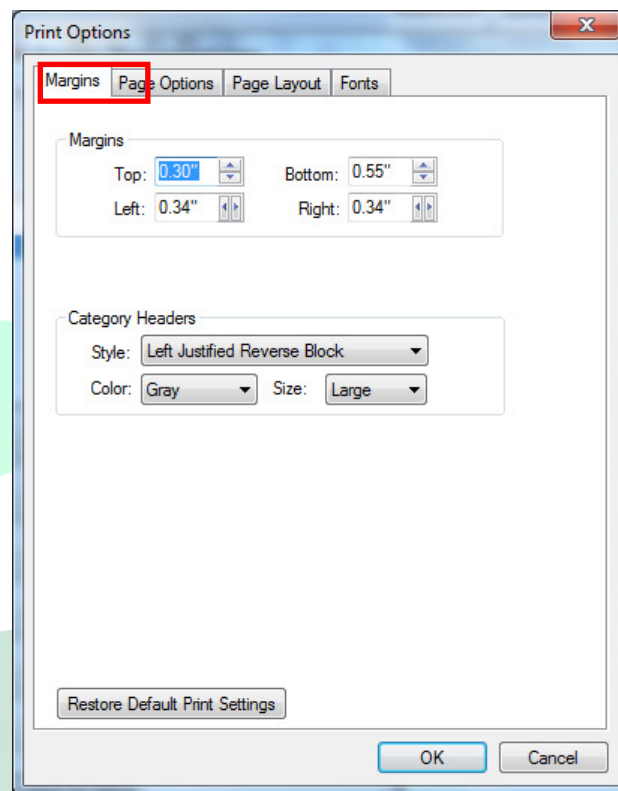 Print Options
Margins Page Options Page Layout Fonts
Margins
Top: 0.30" Bottom: 0.55"
Left: 0.34" Right: 0.34"
Category Headers
Style: Left Justified Reverse Block
Color: Gray Size: Large
Restore Default Print Settings
OK Cancel